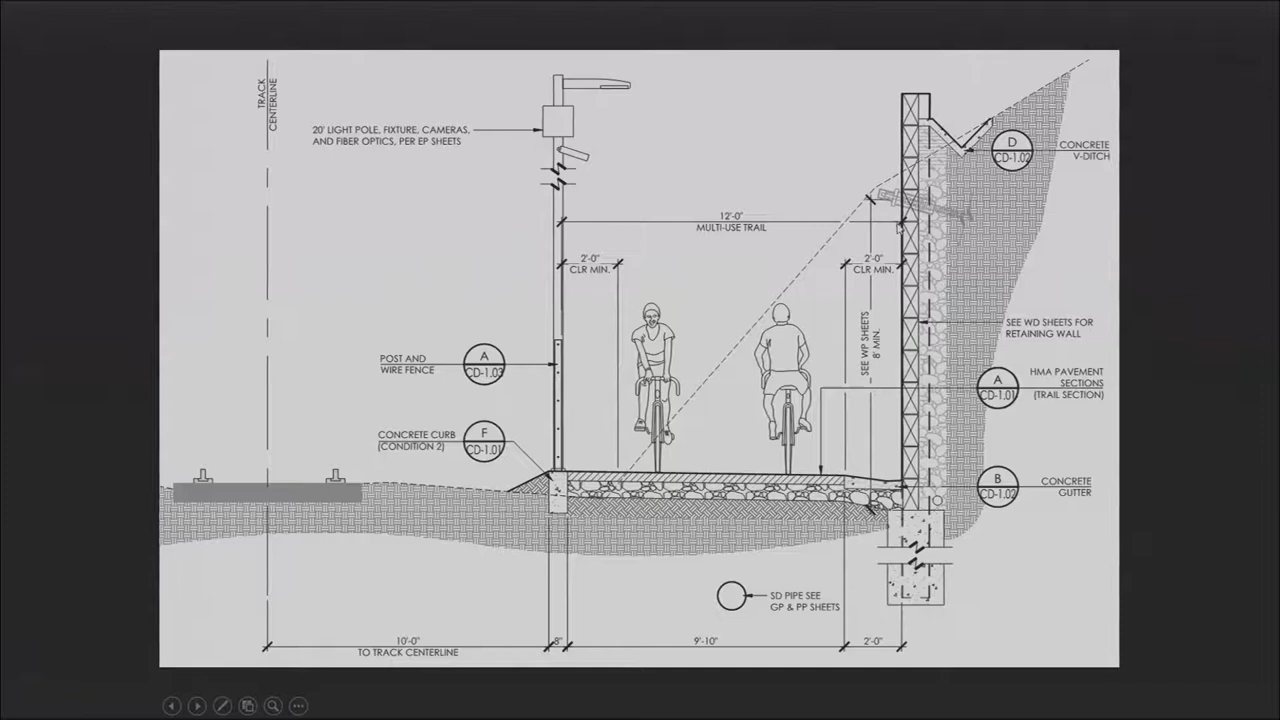 TRACK
CENTERLINE
20' LIGHT POLE, FIXTURE, CAMERAS,
AND FIBER OPTICS, PER EP SHEETS
D
CD-1.02
CONCRETE
V-DITCH
12'-0"
MULTI-USE TRAIL
2'-0"
CLR MIN.
2'-0"
CLR MIN.
SEE WP SHEETS
8' MIN.
SEE WD SHEETS FOR
RETAINING WALL
POST AND
WIRE FENCE
A
CD-1.03
A
CD-1.01
HMA PAVEMENT
SECTIONS
(TRAIL SECTION)
CONCRETE CURB
(CONDITION 2)
F
CD-1.01
B
CD-1.02
CONCRETE
GUTTER
SD PIPE SEE
GP & PP SHEETS
10'-0"
TO TRACK CENTERLINE
8"
9'-10"
2'-0"